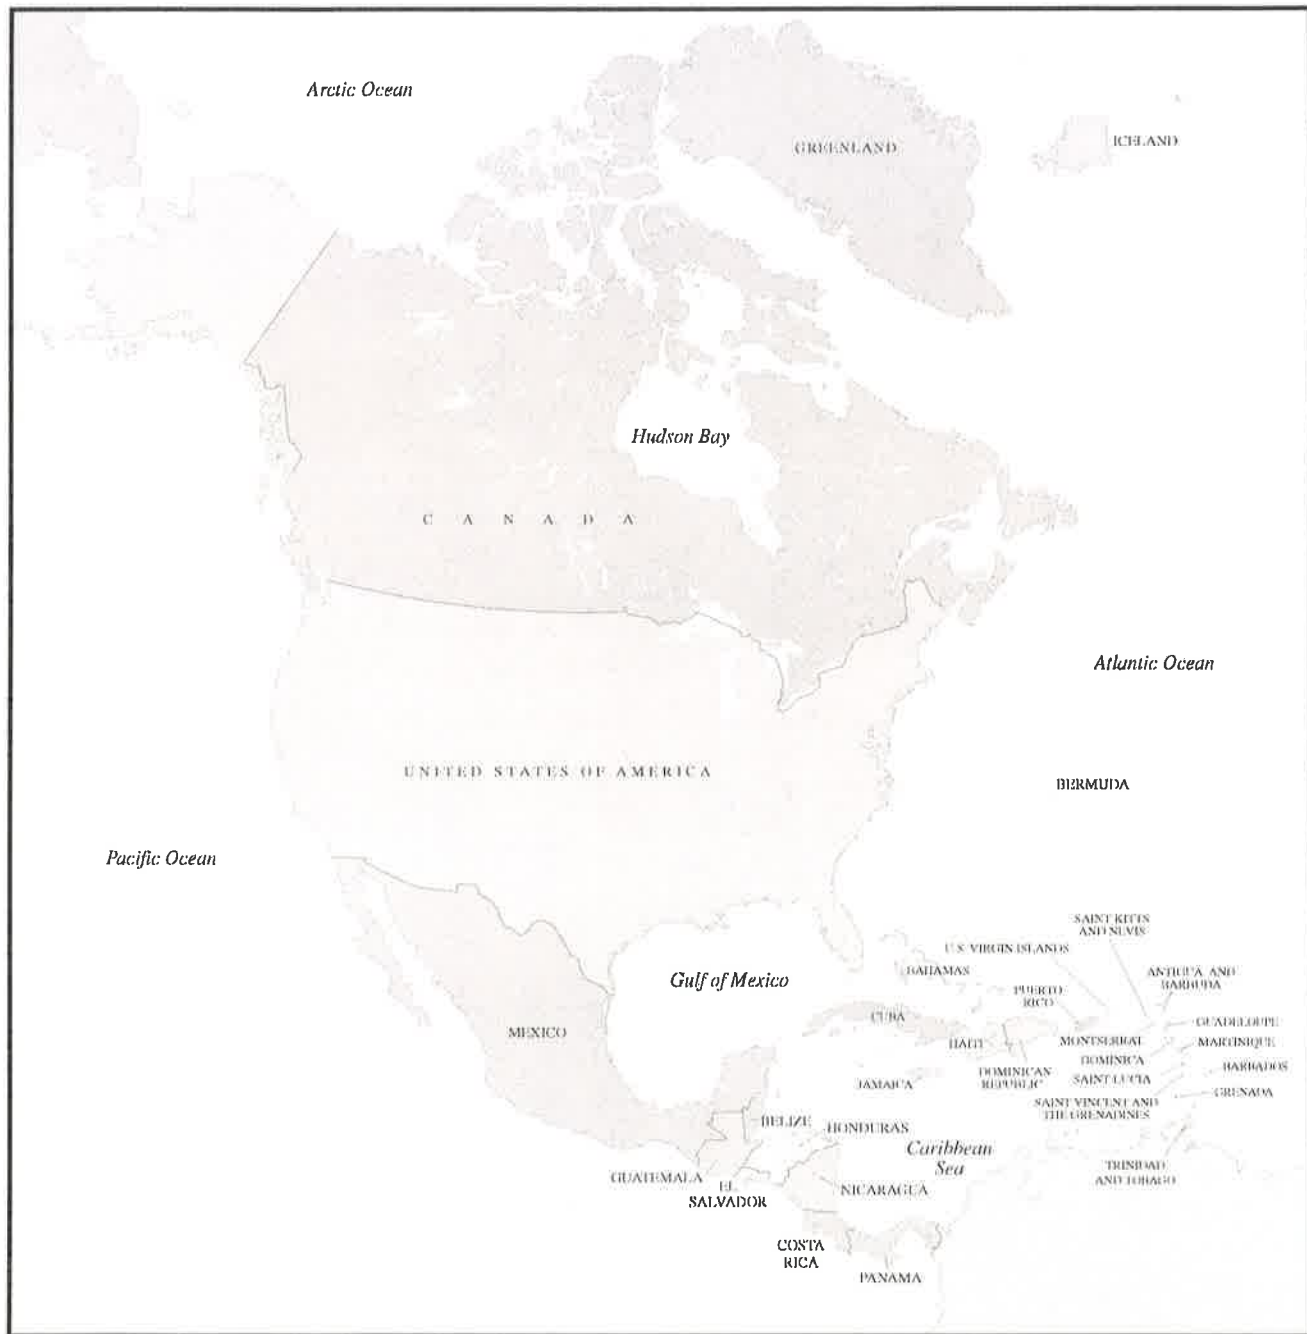 Arctic Ocean
GREENLAND
ICELAND
Hudson Bay
C A N A D A
Atlantic Ocean
UNITED STATES OF AMERICA
BERMUDA
Pacific Ocean
SAINT KITTS
AND NEVIS
U.S. VIRGIN ISLANDS
BAHAMAS
ANTIGUA AND
BARBUDA
Gulf of Mexico
PUERTO
RICO
CUBA
GUADELOUPE
MEXICO
HAITI
MONTSERRAT
MARTINIQUE
DOMINICA
BARBADOS
DOMINICAN
REPUBLIC
SAINT LUCIA
JAMAICA
GRENADA
SAINT VINCENT AND
THE GRENADINES
BELIZE
HONDURAS
Caribbean
Sea
TRINIDAD
AND TOBAGO
GUATEMALA
EL
SALVADOR
NICARAGUA
COSTA
RICA
PANAMA